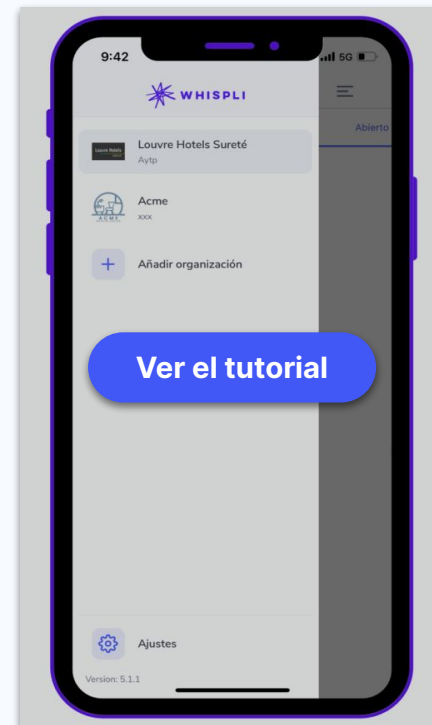 9:42
5G
WHISPLI
Abierto
Louvre Hotels Sureté
Aytp
ACME
Acme
xxx
Añadir organización
Ver el tutorial
Ajustes
Version: 5.1.1